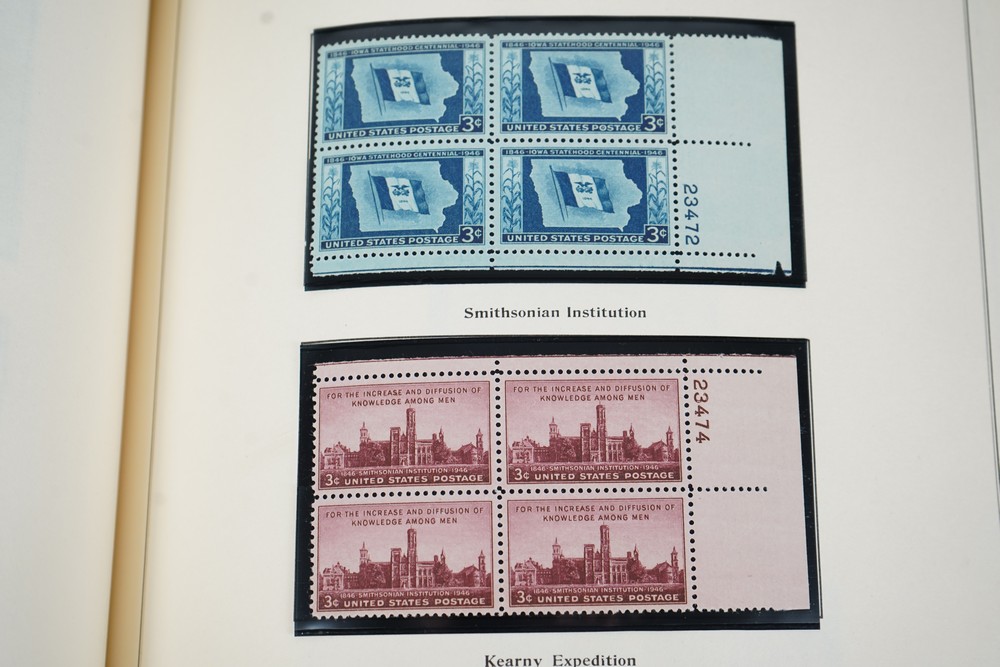 1846-IOWA STATEHOOD CENTENNIAL-1946
UNITED STATES POSTAGE 3¢
1846-IOWA STATEHOOD CENTENNIAL-1946
UNITED STATES POSTAGE 3¢
1846-IOWA STATEHOOD CENTENNIAL-1946
UNITED STATES POSTAGE 3¢
1846-IOWA STATEHOOD CENTENNIAL-1946
UNITED STATES POSTAGE 3¢
23472
Smithsonian Institution
FOR THE INCREASE AND DIFFUSION OF
KNOWLEDGE AMONG MEN
1846-SMITHSONIAN INSTITUTION-1946
3¢ UNITED STATES POSTAGE
FOR THE INCREASE AND DIFFUSION OF
KNOWLEDGE AMONG MEN
1846-SMITHSONIAN INSTITUTION-1946
3¢ UNITED STATES POSTAGE
23474
FOR THE INCREASE AND DIFFUSION OF
KNOWLEDGE AMONG MEN
1846-SMITHSONIAN INSTITUTION-1946
3¢ UNITED STATES POSTAGE
FOR THE INCREASE AND DIFFUSION OF
KNOWLEDGE AMONG MEN
1846-SMITHSONIAN INSTITUTION-1946
3¢ UNITED STATES POSTAGE
Kearny Expedition